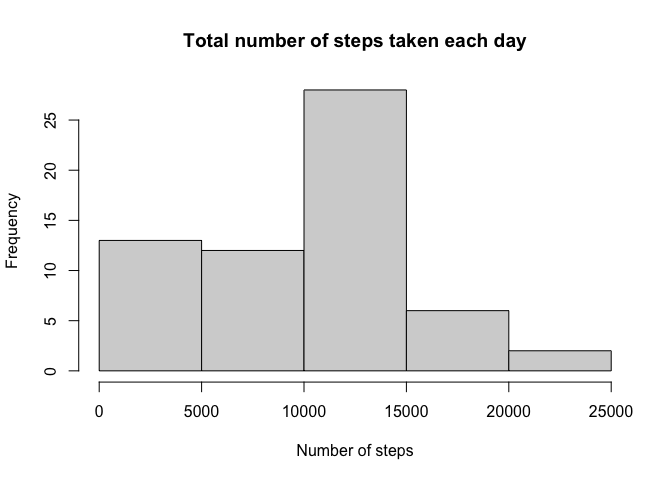 Total number of steps taken each day
Frequency
25
20
15
10
5
0
0 5000 10000 15000 20000 25000
Number of steps